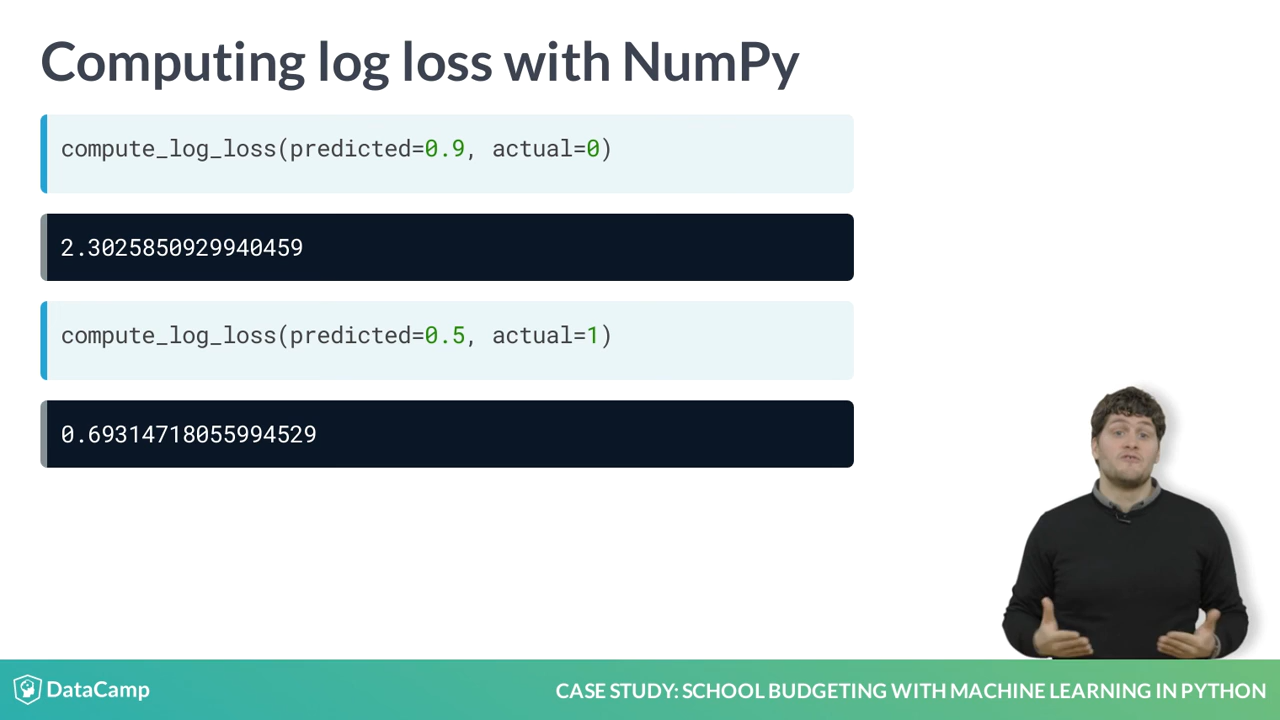 Computing log loss with NumPy
compute_log_loss(predicted=0.9, actual=0)
2.3025850929940459
compute_log_loss(predicted=0.5, actual=1)
0.69314718055994529
DataCamp
CASE STUDY: SCHOOL BUDGETING WITH MACHINE LEARNING IN PYTHON